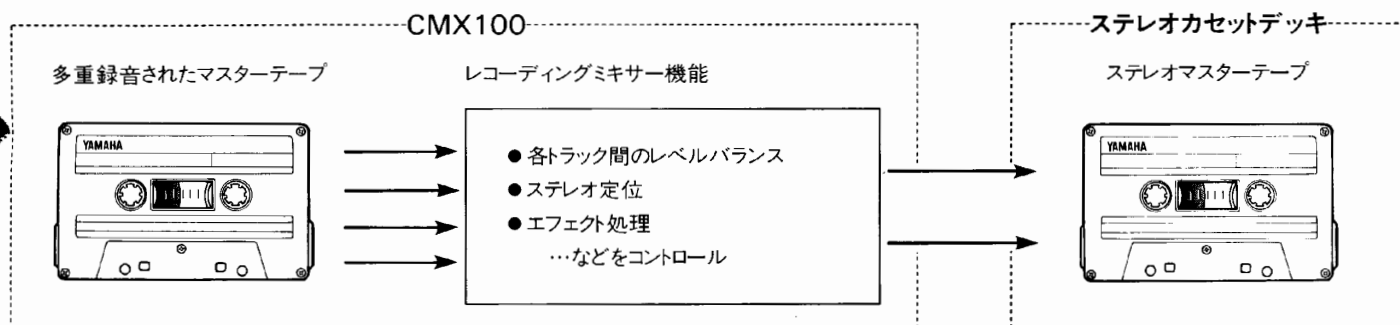 CMX100
ステレオカセットデッキ
多重録音されたマスターテープ
レコーディングミキサー機能
ステレオマスターテープ
YAMAHA
●各トラック間のレベルバランス
●ステレオ定位
●エフェクト処理
…などをコントロール
YAMAHA